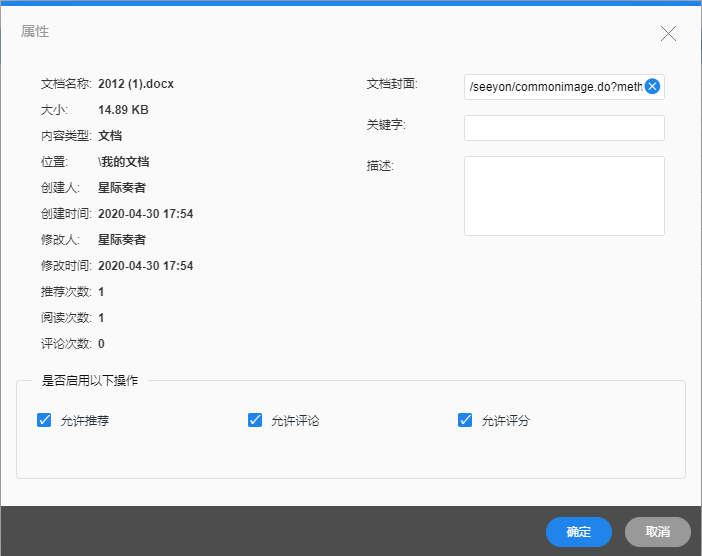 属性
文档名称: 2012 (1).docx
大小: 14.89 KB
内容类型: 文档
位置: \我的文档
创建人: 星际奏者
创建时间: 2020-04-30 17:54
修改人: 星际奏者
修改时间: 2020-04-30 17:54
推荐次数: 1
阅读次数: 1
评论次数: 0
文档封面: /seeyon/commonimage.do?meth
关键字:
描述:
是否启用以下操作
允许推荐 允许评论 允许评分
确定 取消